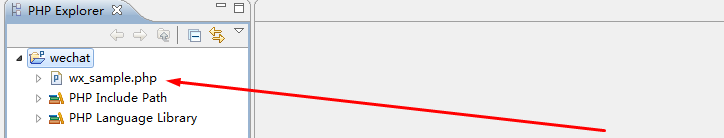 PHP Explorer
wechat
wx_sample.php
PHP Include Path
PHP Language Library